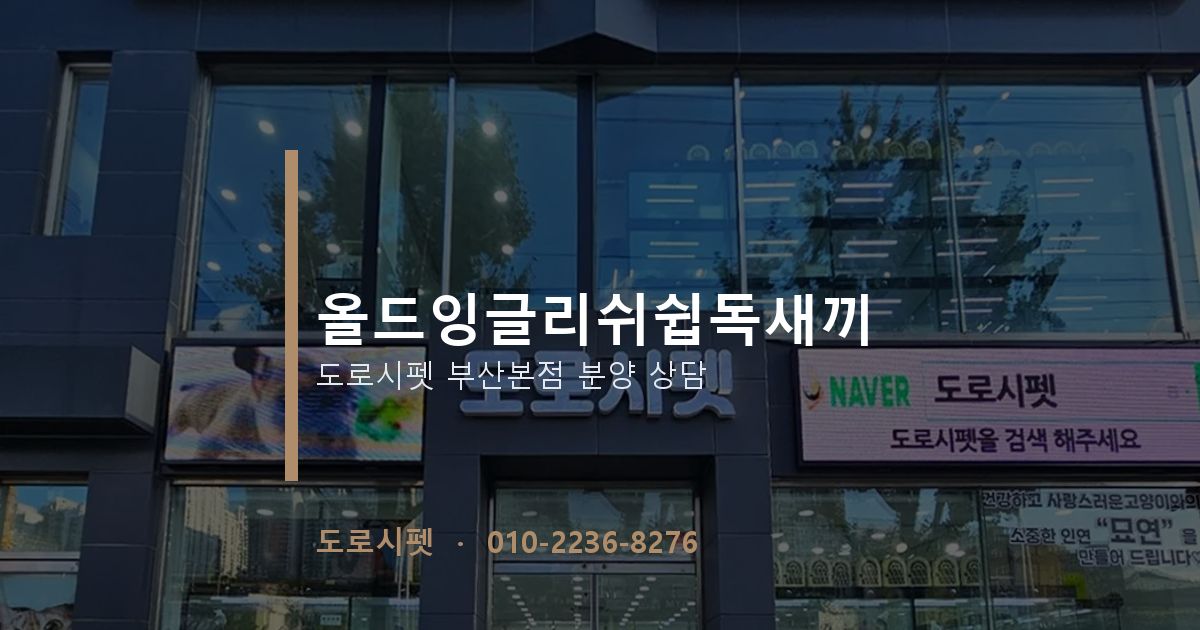 올드잉글리쉬쉽독새끼
도로시펫 부산본점 분양 상담
도로시펫
NAVER 도로시펫
도로시펫을 검색 해주세요
건강하고 사랑스러운고양이와의
소중한 인연 “묘연” 을
만들어 드립니다
도로시펫 · 010-2236-8276